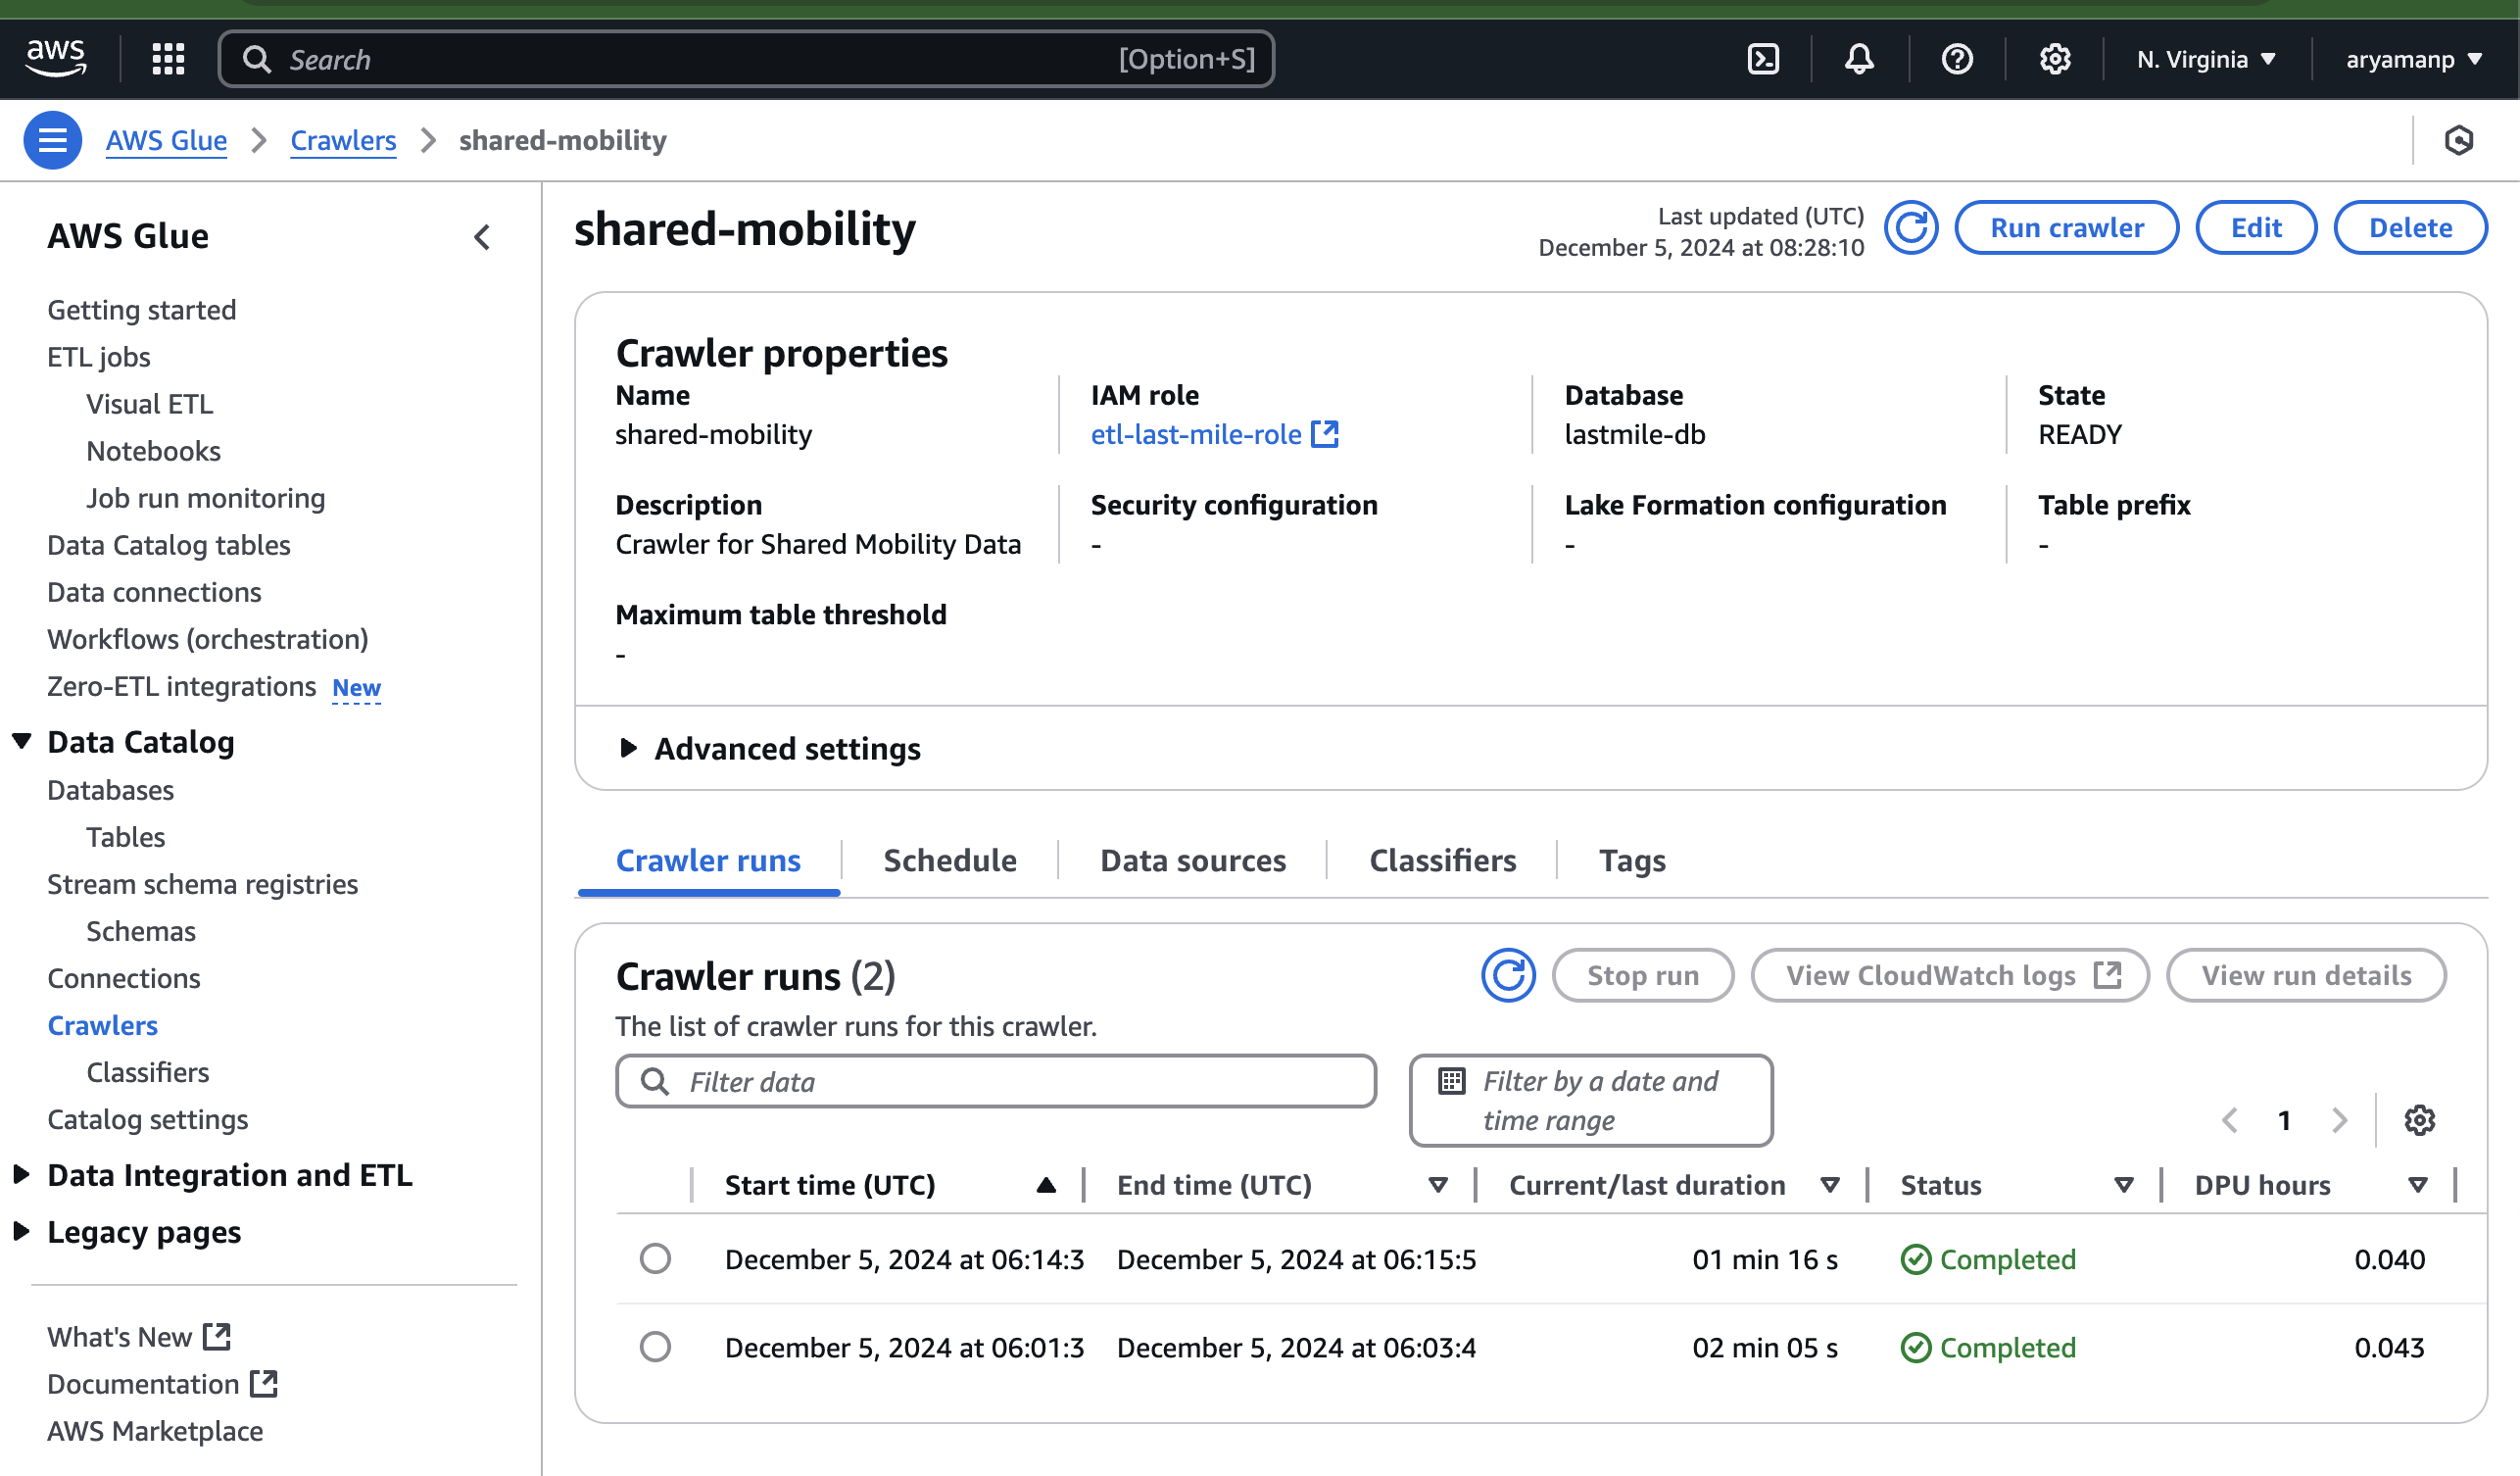 aws
Search
[Option+S]
N. Virginia
aryamanp
AWS Glue
Crawlers
shared-mobility
AWS Glue
Getting started
ETL jobs
Visual ETL
Notebooks
Job run monitoring
Data Catalog tables
Data connections
Workflows (orchestration)
Zero-ETL integrations New
Data Catalog
Databases
Tables
Stream schema registries
Schemas
Connections
Crawlers
Classifiers
Catalog settings
Data Integration and ETL
Legacy pages
What's New
Documentation
AWS Marketplace
shared-mobility
Last updated (UTC)
December 5, 2024 at 08:28:10
Run crawler
Edit
Delete
Crawler properties
Name
shared-mobility
IAM role
etl-last-mile-role
Database
lastmile-db
State
READY
Description
Crawler for Shared Mobility Data
Security configuration
-
Lake Formation configuration
-
Table prefix
-
Maximum table threshold
-
Advanced settings
Crawler runs
Schedule
Data sources
Classifiers
Tags
Crawler runs (2)
The list of crawler runs for this crawler.
Stop run
View CloudWatch logs
View run details
Filter data
Filter by a date and
time range
1
Start time (UTC) End time (UTC) Current/last duration Status DPU hours
December 5, 2024 at 06:14:3 December 5, 2024 at 06:15:5 01 min 16 s Completed 0.040
December 5, 2024 at 06:01:3 December 5, 2024 at 06:03:4 02 min 05 s Completed 0.043